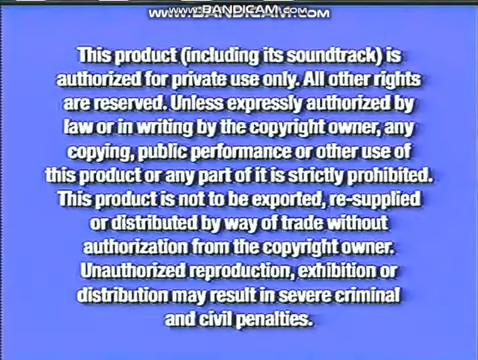 www.BANDICAM.com
This product (including its soundtrack) is
authorized for private use only. All other rights
are reserved. Unless expressly authorized by
law or in writing by the copyright owner, any
copying, public performance or other use of
this product or any part of it is strictly prohibited.
This product is not to be exported, re-supplied
or distributed by way of trade without
authorization from the copyright owner.
Unauthorized reproduction, exhibition or
distribution may result in severe criminal
and civil penalties.